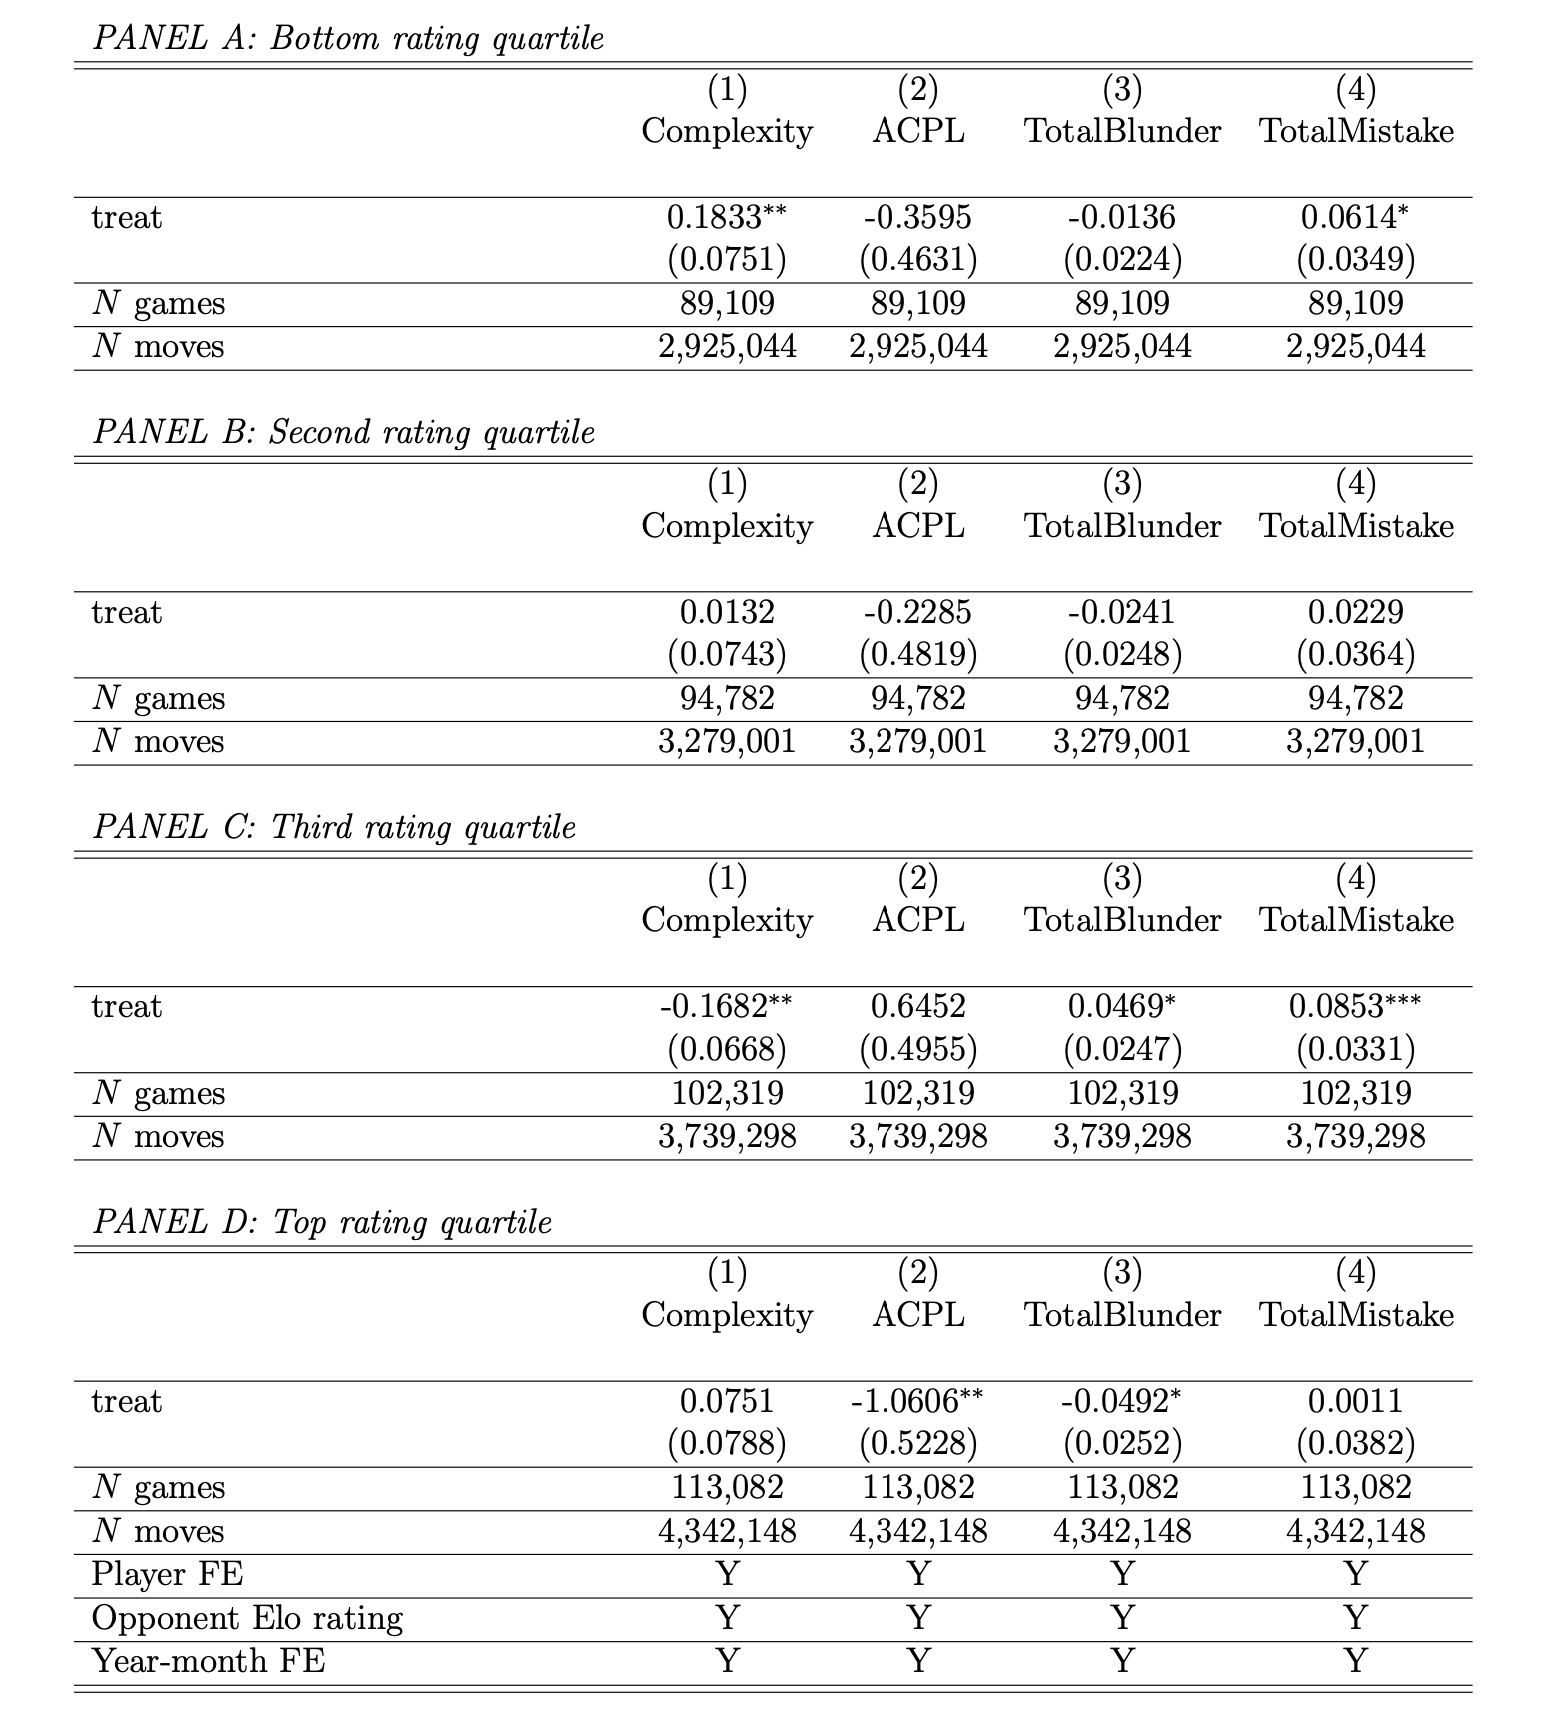 PANEL A: Bottom rating quartile
(1) (2) (3) (4)
Complexity ACPL TotalBlunder TotalMistake
treat 0.1833** -0.3595 -0.0136 0.0614*
(0.0751) (0.4631) (0.0224) (0.0349)
N games 89,109 89,109 89,109 89,109
N moves 2,925,044 2,925,044 2,925,044 2,925,044
PANEL B: Second rating quartile
(1) (2) (3) (4)
Complexity ACPL TotalBlunder TotalMistake
treat 0.0132 -0.2285 -0.0241 0.0229
(0.0743) (0.4819) (0.0248) (0.0364)
N games 94,782 94,782 94,782 94,782
N moves 3,279,001 3,279,001 3,279,001 3,279,001
PANEL C: Third rating quartile
(1) (2) (3) (4)
Complexity ACPL TotalBlunder TotalMistake
treat -0.1682** 0.6452 0.0469* 0.0853***
(0.0668) (0.4955) (0.0247) (0.0331)
N games 102,319 102,319 102,319 102,319
N moves 3,739,298 3,739,298 3,739,298 3,739,298
PANEL D: Top rating quartile
(1) (2) (3) (4)
Complexity ACPL TotalBlunder TotalMistake
treat 0.0751 -1.0606** -0.0492* 0.0011
(0.0788) (0.5228) (0.0252) (0.0382)
N games 113,082 113,082 113,082 113,082
N moves 4,342,148 4,342,148 4,342,148 4,342,148
Player FE Y Y Y Y
Opponent Elo rating Y Y Y Y
Year-month FE Y Y Y Y